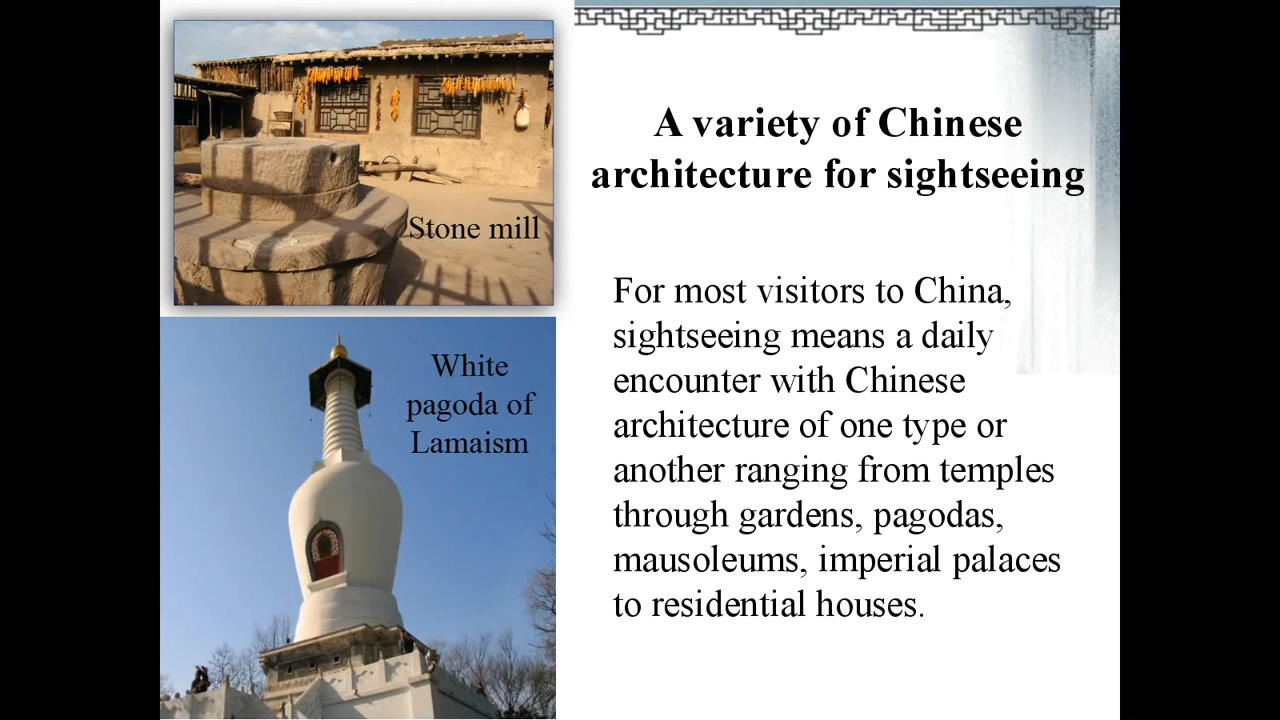 Stone mill
White
pagoda of
Lamaism
A variety of Chinese
architecture for sightseeing
For most visitors to China,
sightseeing means a daily
encounter with Chinese
architecture of one type or
another ranging from temples
through gardens, pagodas,
mausoleums, imperial palaces
to residential houses.